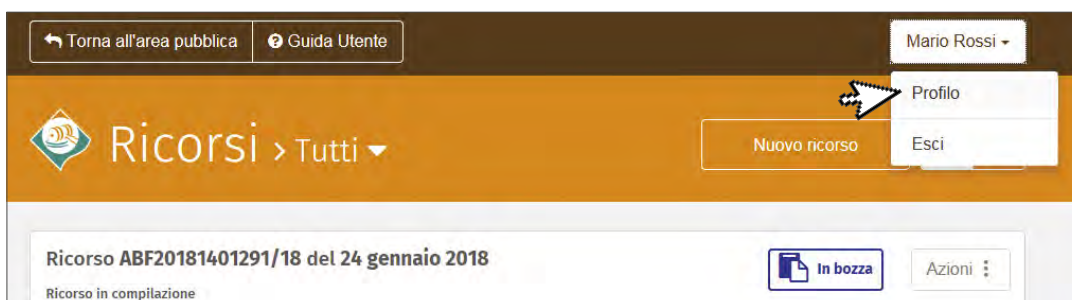 Torna all'area pubblica
Guida Utente
Mario Rossi
Profilo
Esci
Ricorsi > Tutti
Nuovo ricorso
Ricorso ABF20181401291/18 del 24 gennaio 2018
In bozza
Azioni
Ricorso in compilazione